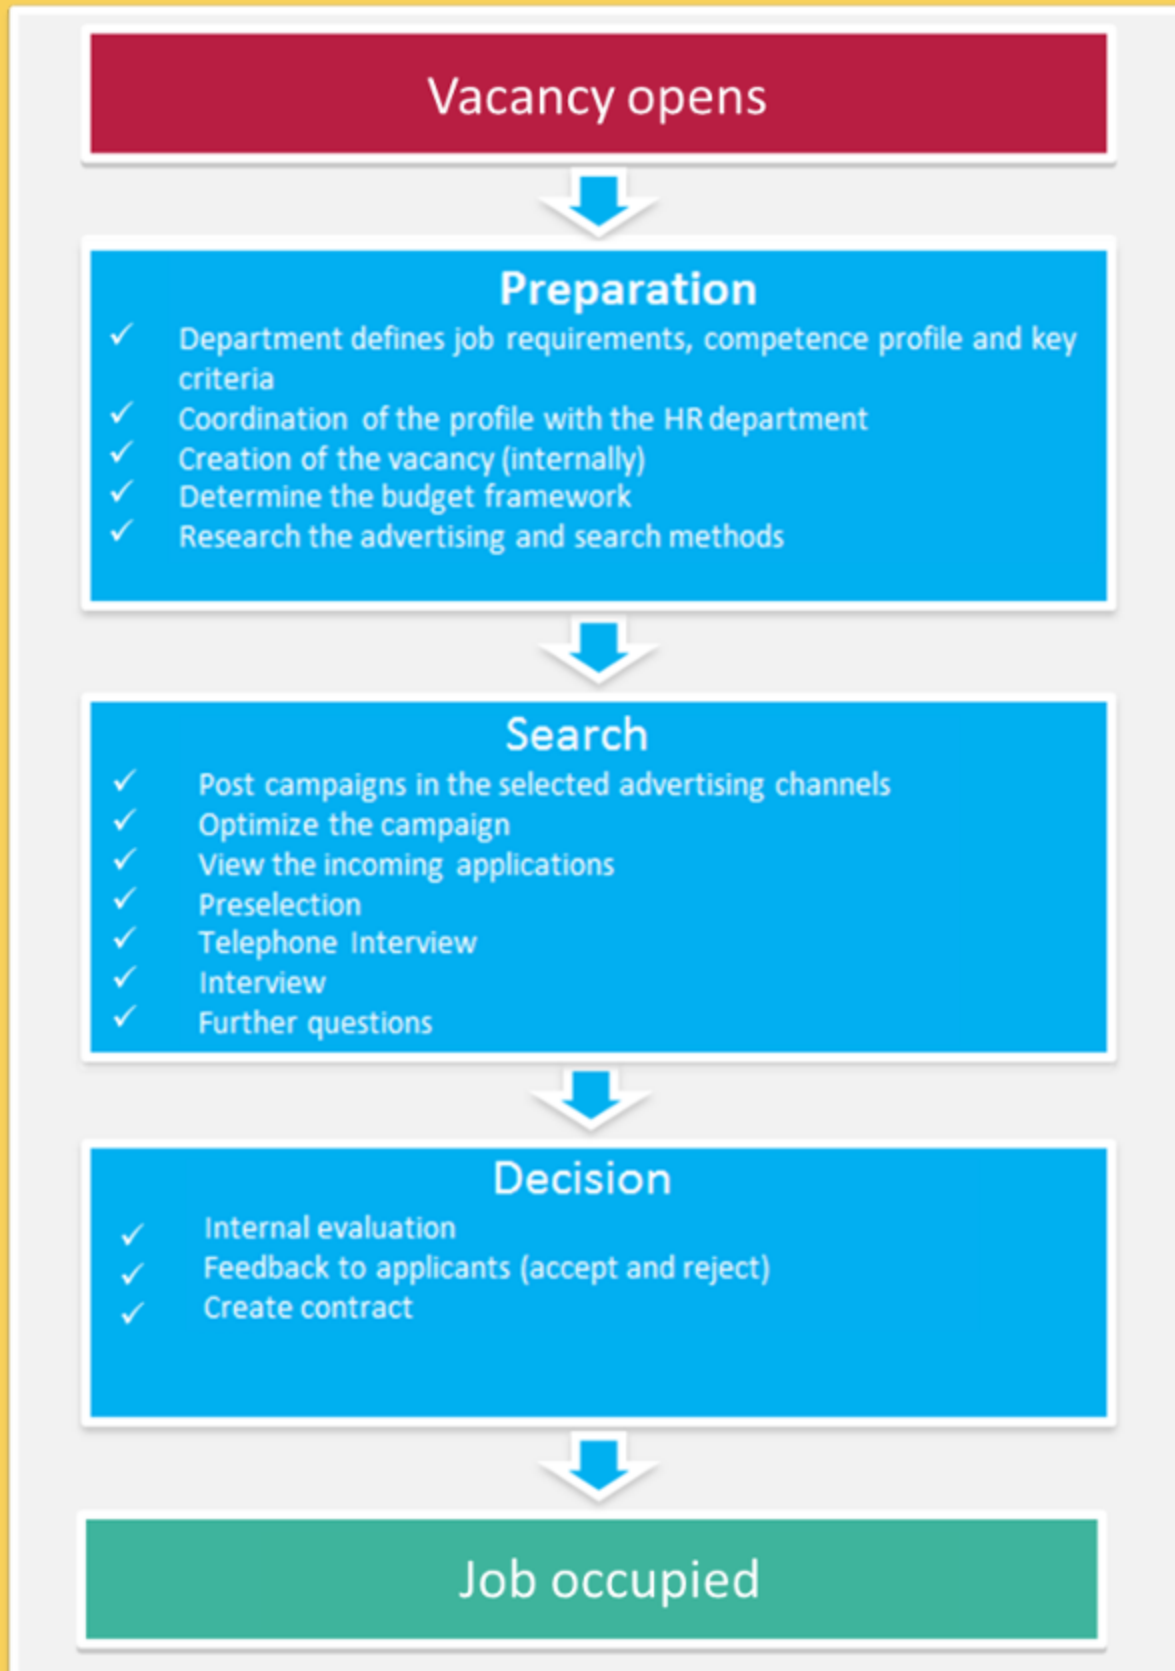 Vacancy opens
Preparation
✓ Department defines job requirements, competence profile and key
criteria
✓ Coordination of the profile with the HR department
✓ Creation of the vacancy (internally)
✓ Determine the budget framework
✓ Research the advertising and search methods
Search
✓ Post campaigns in the selected advertising channels
✓ Optimize the campaign
✓ View the incoming applications
✓ Preselection
✓ Telephone Interview
✓ Interview
✓ Further questions
Decision
✓ Internal evaluation
✓ Feedback to applicants (accept and reject)
✓ Create contract
Job occupied